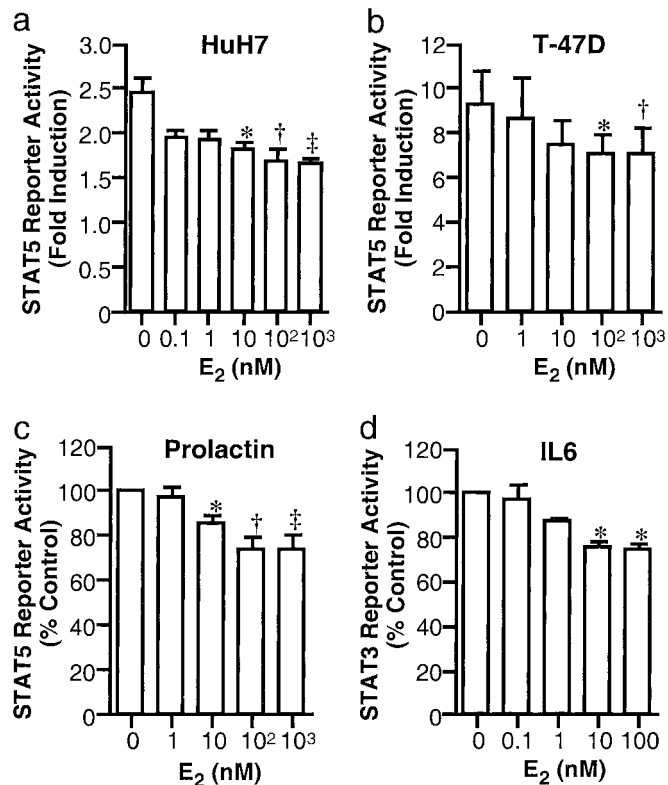 a
HuH7
STAT5 Reporter Activity
(Fold Induction)
3.0
2.5
2.0
1.5
1.0
0.5
0
* † ‡
0 0.1 1 10 10² 10³
E₂ (nM)
b
T-47D
STAT5 Reporter Activity
(Fold Induction)
12
10
8
6
4
2
0
* †
0 1 10 10² 10³
E₂ (nM)
c
Prolactin
STAT5 Reporter Activity
(% Control)
120
100
80
60
40
20
0
* † ‡
0 1 10 10² 10³
E₂ (nM)
d
IL6
STAT3 Reporter Activity
(% Control)
120
100
80
60
40
20
0
* *
0 0.1 1 10 100
E₂ (nM)